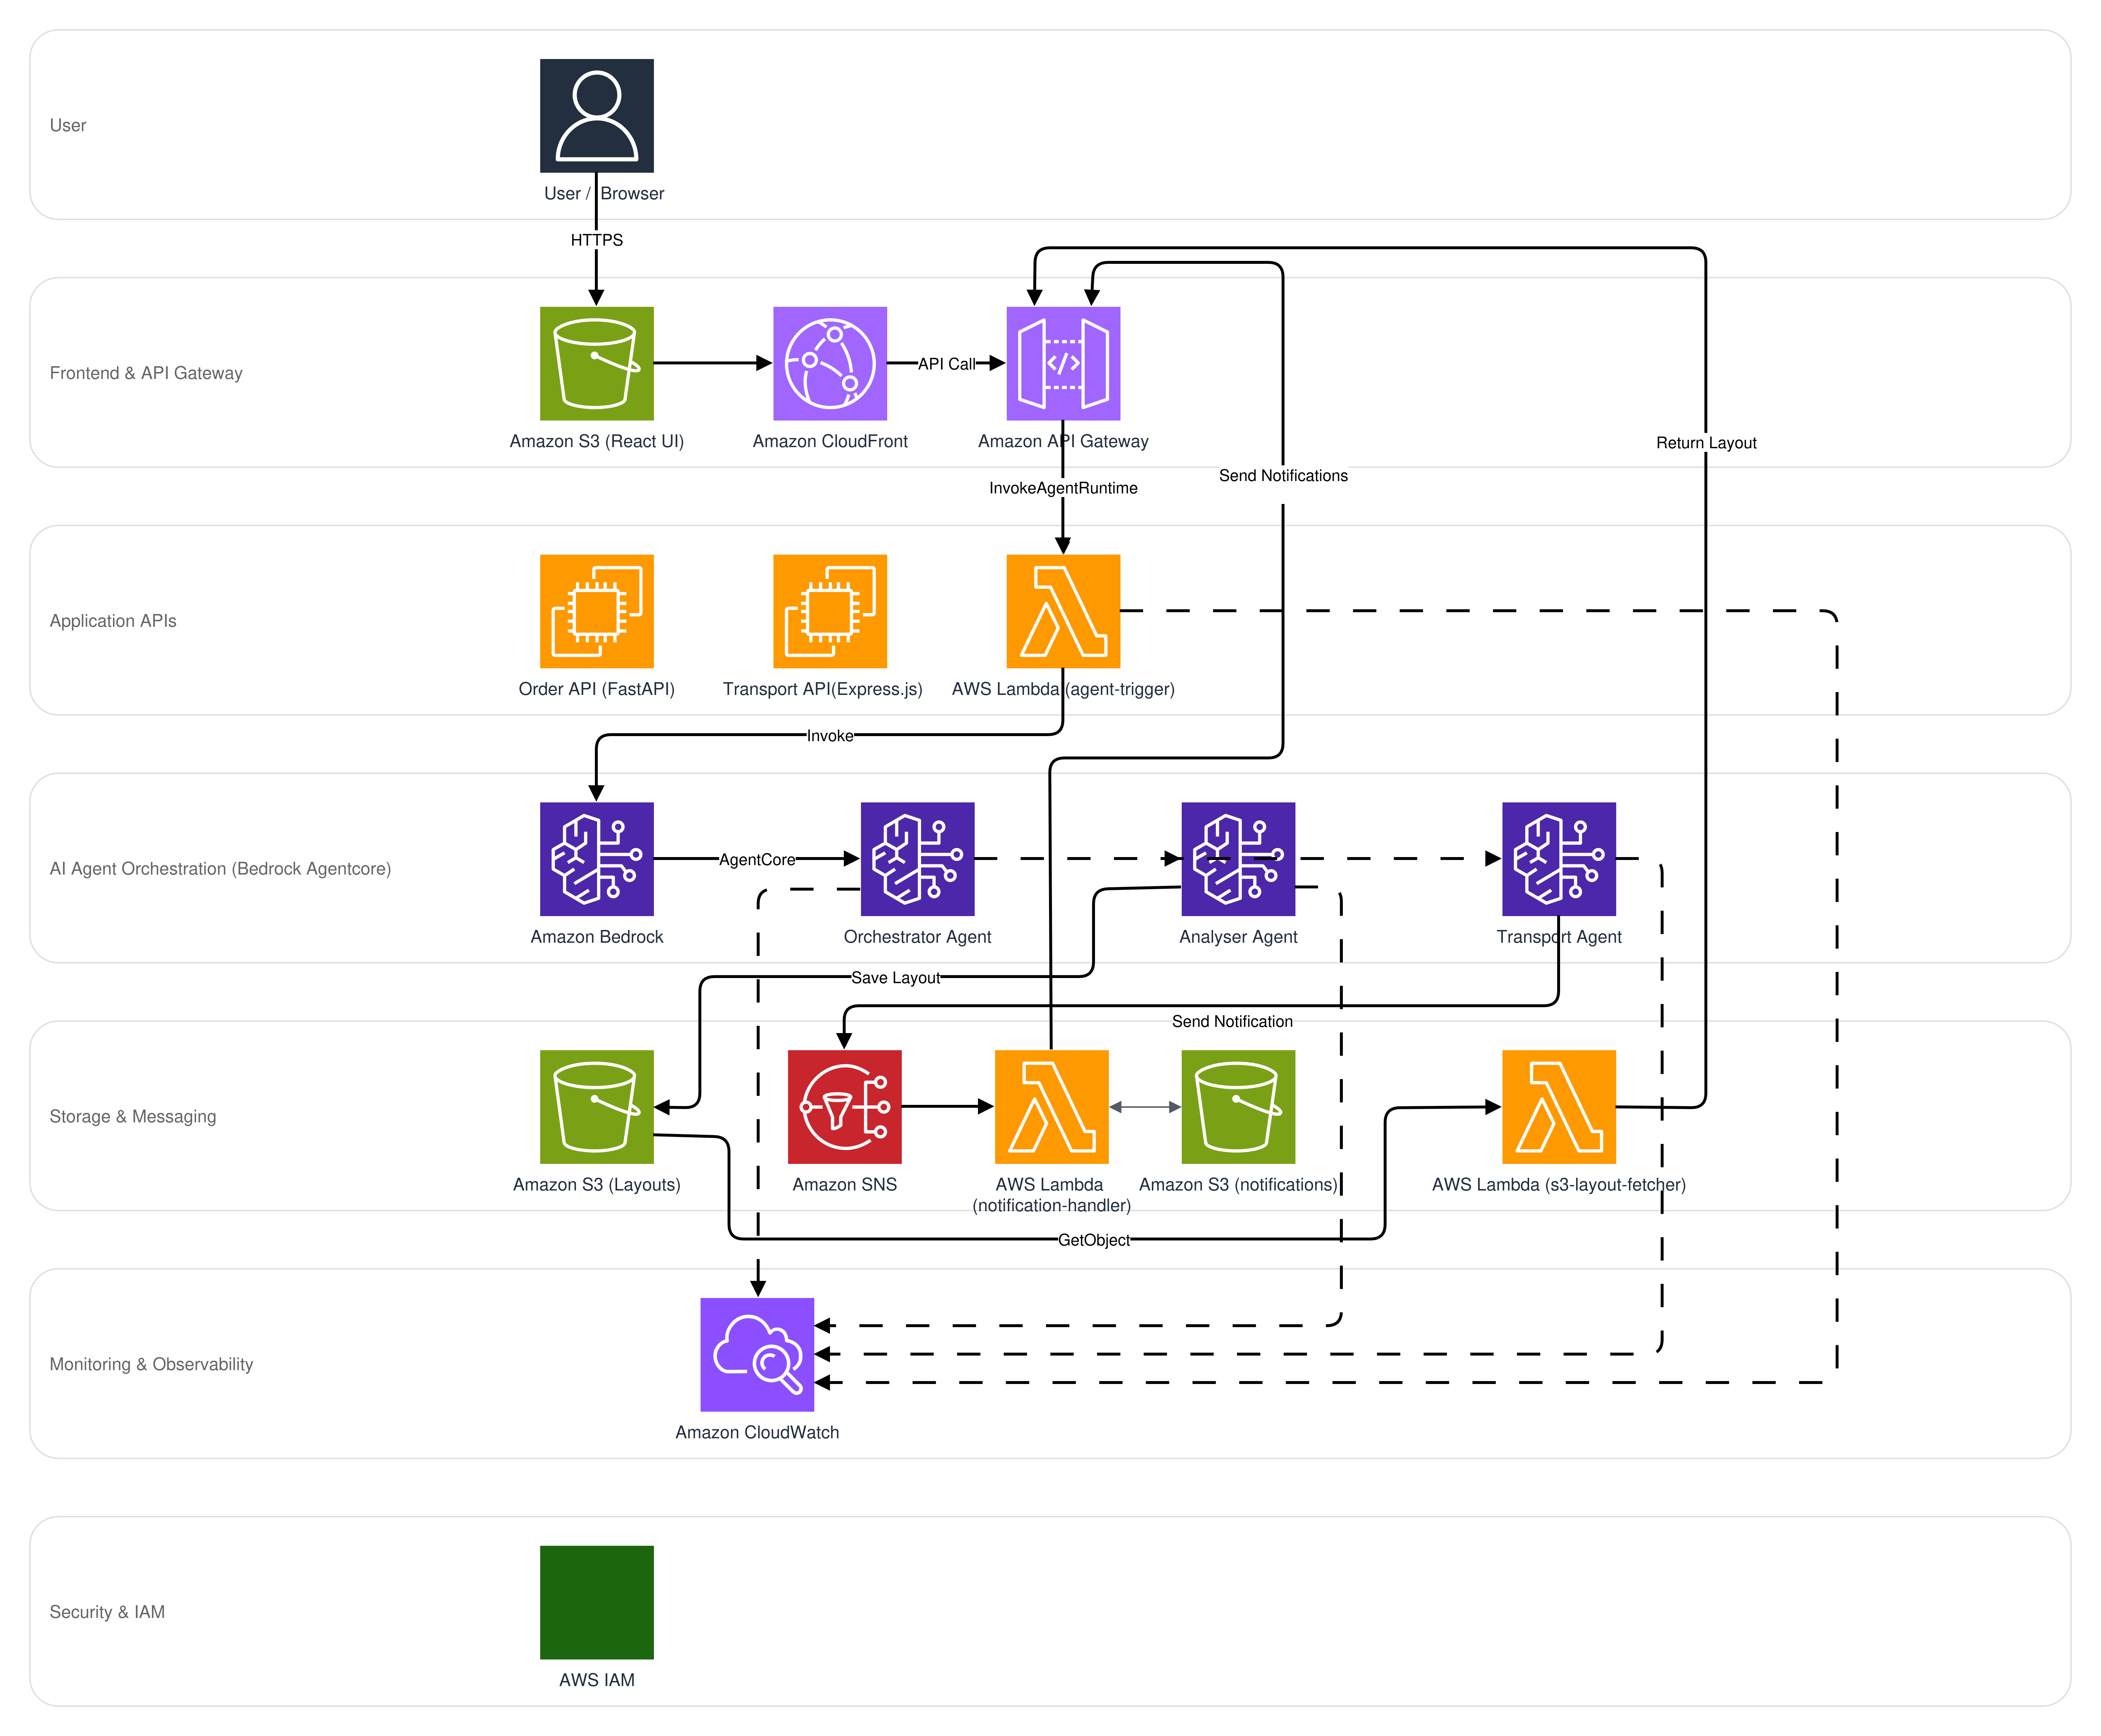 User
User / Browser
HTTPS
Frontend & API Gateway
Amazon S3 (React UI)
Amazon CloudFront
API Call
Amazon API Gateway
Return Layout
Send Notifications
InvokeAgentRuntime
Application APIs
Order API (FastAPI)
Transport API(Express.js)
AWS Lambda (agent-trigger)
Invoke
AI Agent Orchestration (Bedrock Agentcore)
AgentCore
Amazon Bedrock
Orchestrator Agent
Analyser Agent
Transport Agent
Save Layout
Send Notification
Storage & Messaging
Amazon S3 (Layouts)
Amazon SNS
AWS Lambda
(notification-handler)
Amazon S3 (notifications)
AWS Lambda (s3-layout-fetcher)
GetObject
Monitoring & Observability
Amazon CloudWatch
Security & IAM
AWS IAM